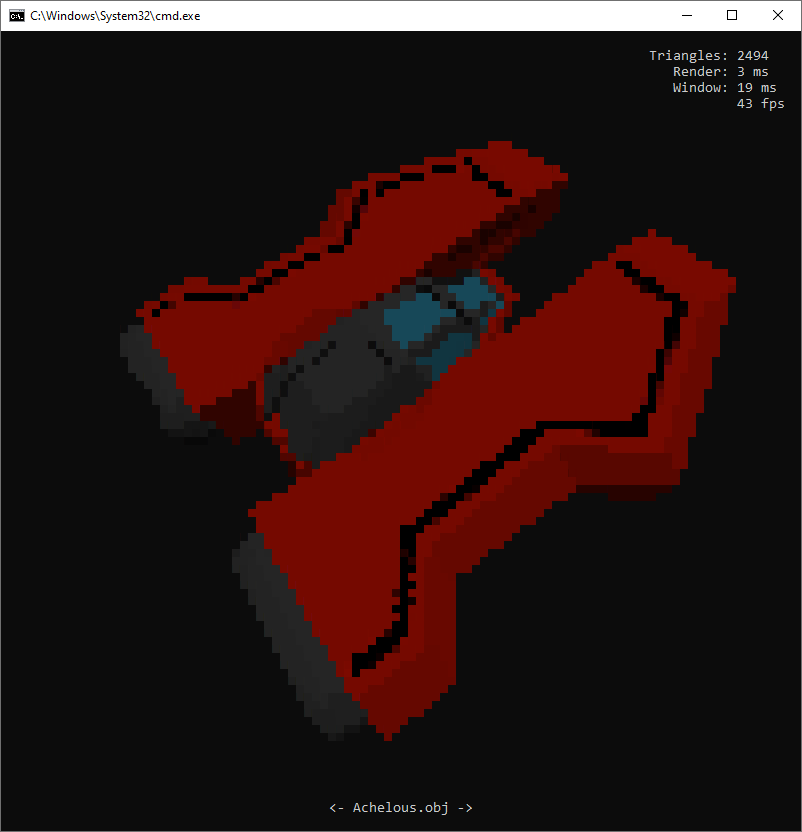 C:\Windows\System32\cmd.exe
Triangles: 2494
Render: 3 ms
Window: 19 ms
43 fps
<- Achelous.obj ->